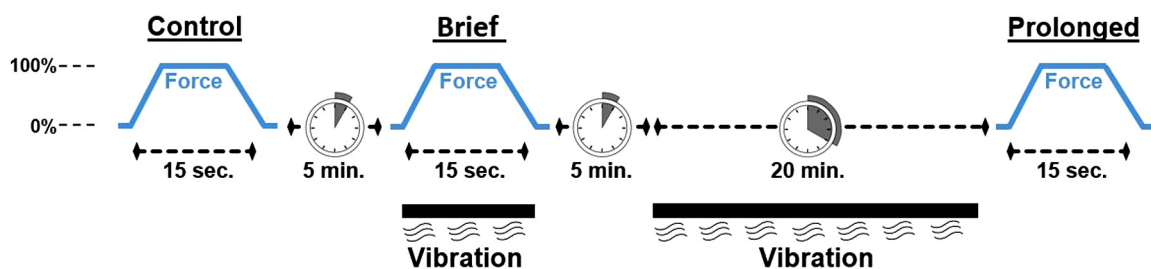 Control
Brief
Prolonged
100%
Force
Force
Force
0%
15 sec.
5 min.
15 sec.
5 min.
20 min.
15 sec.
Vibration
Vibration